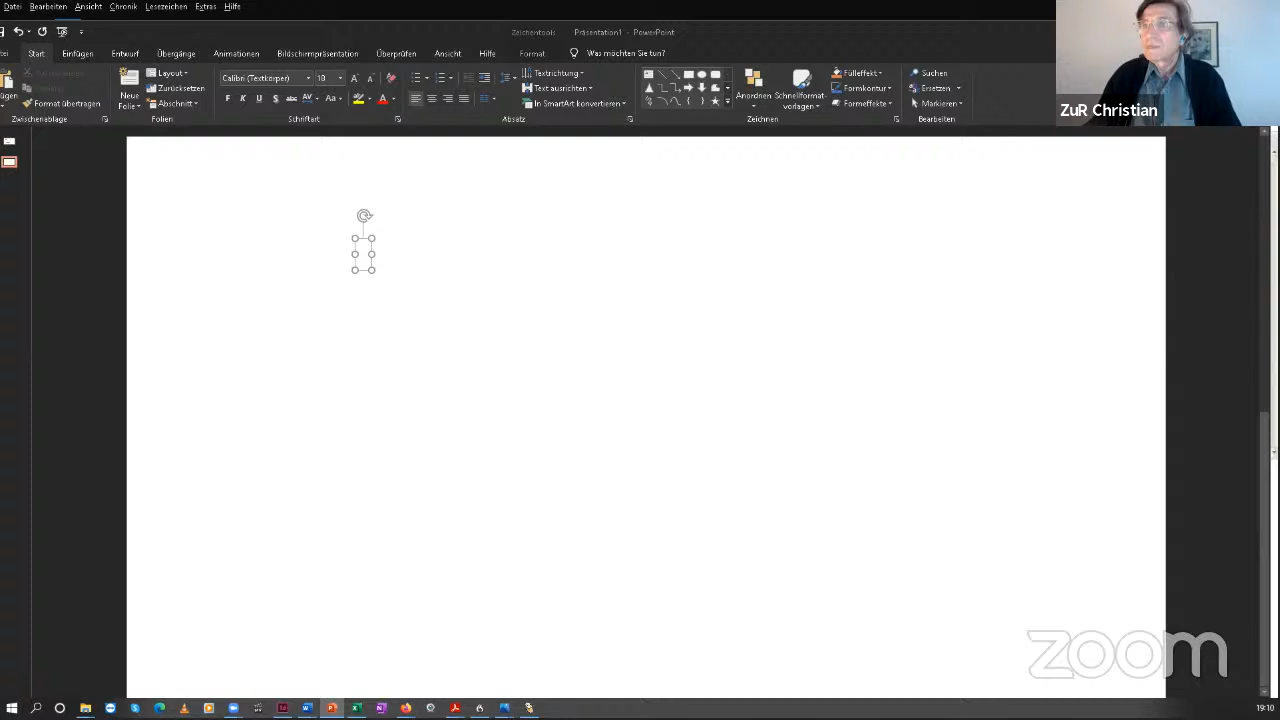 Datei Bearbeiten Ansicht Chronik Lesezeichen Extras Hilfe
Zeichentools Präsentation1 - PowerPoint
Start Einfügen Entwurf Übergänge Animationen Bildschirmpräsentation Überprüfen Ansicht Hilfe Format Was möchten Sie tun?
Layout
Zurücksetzen
Abschnitt
Neue
Folien
Format übertragen
Calibri (Textkörper) 18
F K U S abc AV Aa A
Textrichtung
Text ausrichten
In SmartArt konvertieren
Anordnen Schnellformat-
vorlagen
Fülleffekt
Formkontur
Formeffekte
Suchen
Ersetzen
Markieren
Zwischenablage Folien Schriftart Absatz Zeichnen Bearbeiten
ZuR Christian
zoom
19:10